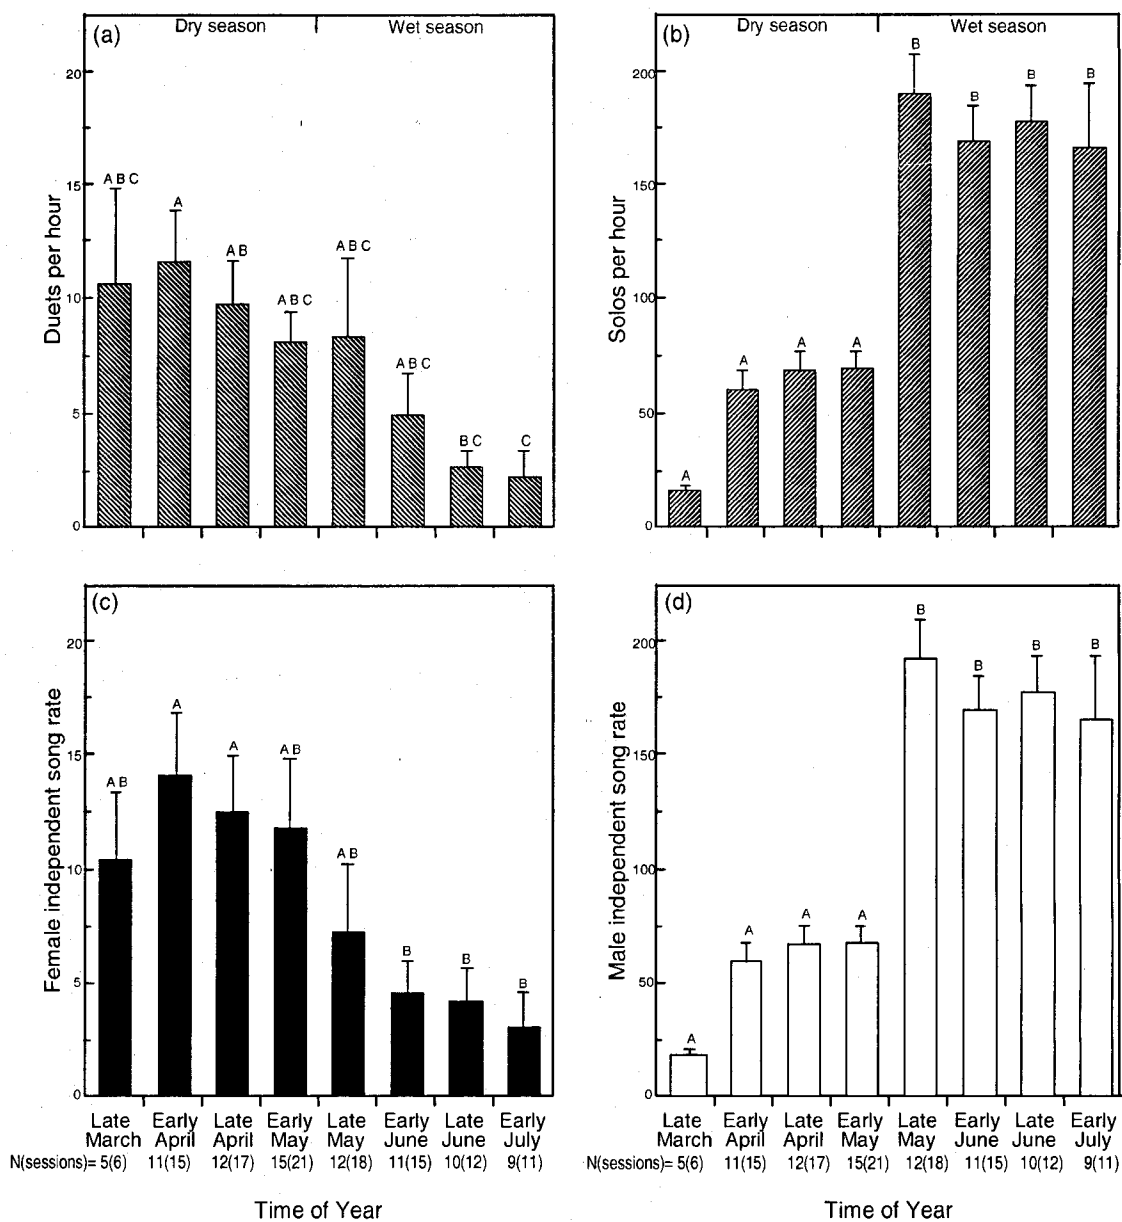 (a) Dry season Wet season
20
15
10
5
0
Duets per hour
A B C
A
A B
A B C
A B C
A B C
B C
C
(b) Dry season Wet season
200
150
100
50
0
Solos per hour
A
A
A
A
B
B
B
B
(c)
20
15
10
5
0
Female independent song rate
A B
A
A
A B
A B
B
B
B
(d)
200
150
100
50
0
Male independent song rate
A
A
A
A
B
B
B
B
Late Early Late Early Late Early Late Early
March April April May May June June July
N(sessions)= 5(6) 11(15) 12(17) 15(21) 12(18) 11(15) 10(12) 9(11)
Time of Year
Late Early Late Early Late Early Late Early
March April April May May June June July
N(sessions)= 5(6) 11(15) 12(17) 15(21) 12(18) 11(15) 10(12) 9(11)
Time of Year